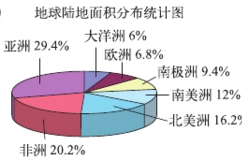 ) 地球陆地面积分布统计图
大洋洲 6%
亚洲 29.4%
欧洲 6.8%
南极洲 9.4%
南美洲 12%
北美洲 16.2%
非洲 20.2%